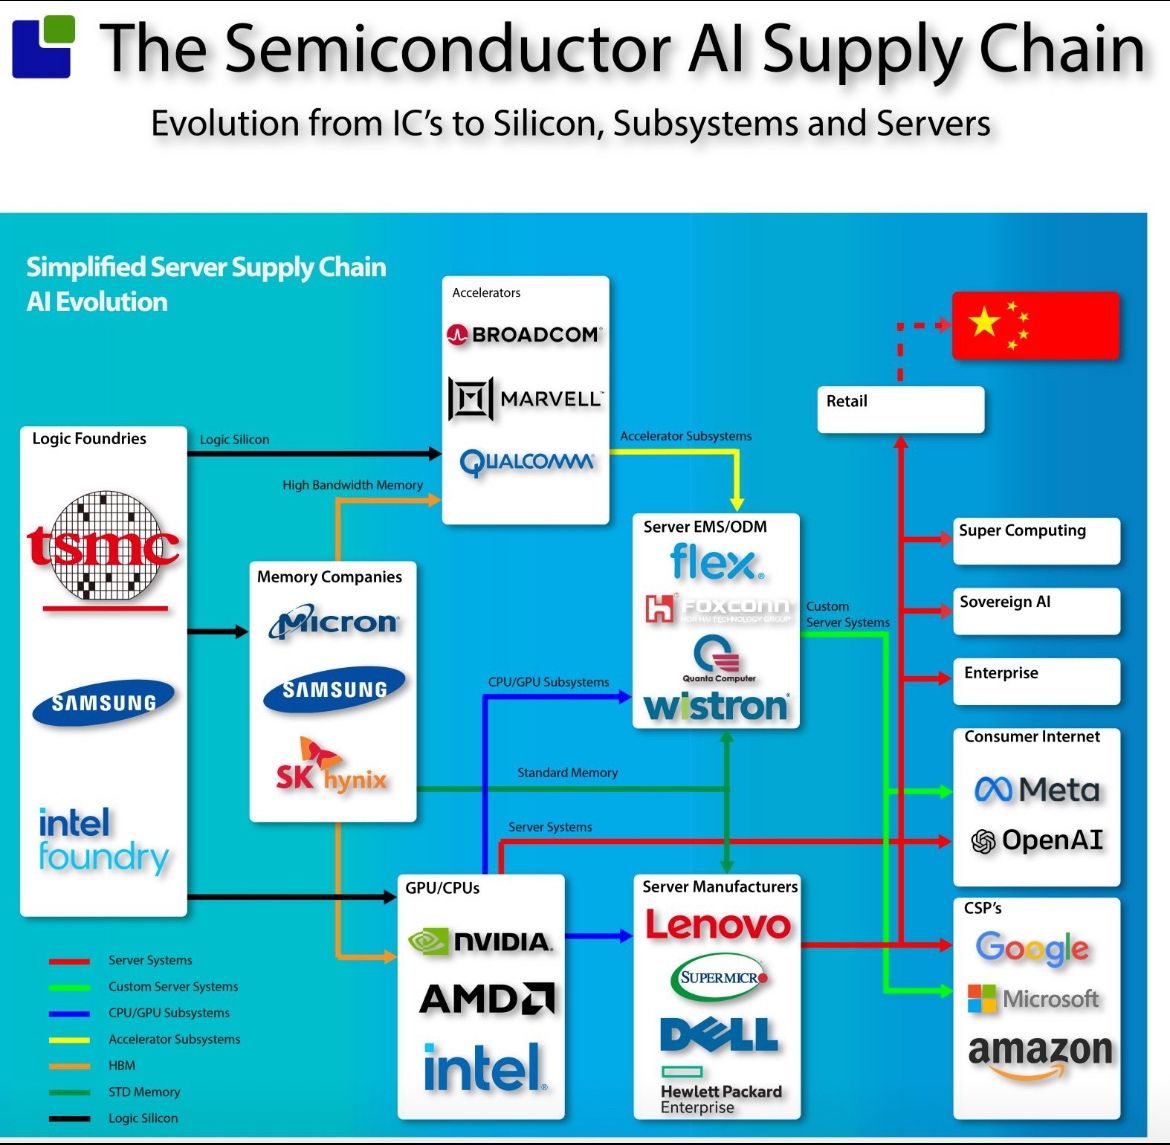 The Semiconductor AI Supply Chain
Evolution from IC's to Silicon, Subsystems and Servers
Simplified Server Supply Chain
AI Evolution
Accelerators
BROADCOM
MARVELL
QUALCOMM
Retail
Logic Foundries
tsmc
SAMSUNG
intel
foundry
Logic Silicon
High Bandwidth Memory
Accelerator Subsystems
Memory Companies
Micron
SAMSUNG
SK hynix
Server EMS/ODM
flex
FOXCONN
HON HAI TECHNOLOGY GROUP
Quanta Computer
wistron
Custom
Server Systems
CPU/GPU Subsystems
Standard Memory
Server Systems
Super Computing
Sovereign AI
Enterprise
Consumer Internet
Meta
OpenAI
GPU/CPUs
NVIDIA
AMD
intel
Server Manufacturers
Lenovo
SUPERMICRO
DELL
Hewlett Packard
Enterprise
CSP's
Google
Microsoft
amazon
Server Systems
Custom Server Systems
CPU/GPU Subsystems
Accelerator Subsystems
HBM
STD Memory
Logic Silicon